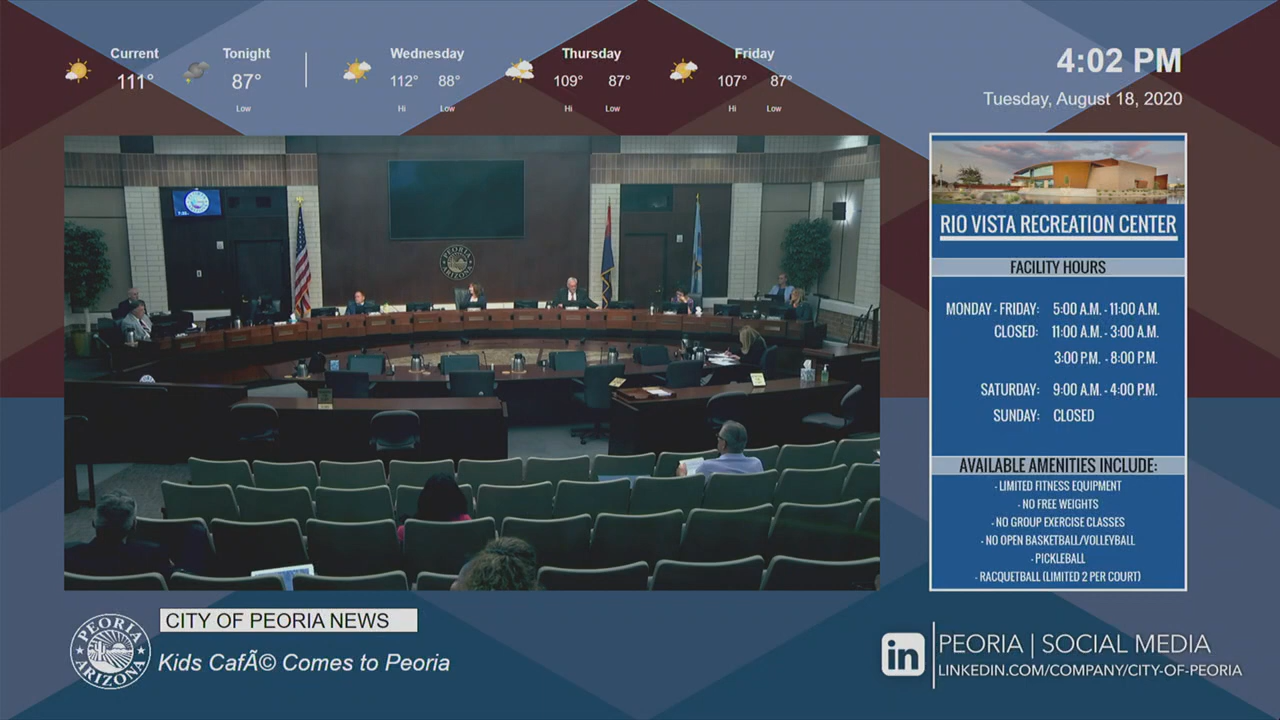 Current
111°
Tonight
87°
Low
Wednesday
112° 88°
Hi Low
Thursday
109° 87°
Hi Low
Friday
107° 87°
Hi Low
4:02 PM
Tuesday, August 18, 2020
PEORIA
ARIZONA
RIO VISTA RECREATION CENTER
FACILITY HOURS
MONDAY - FRIDAY: 5:00 A.M. - 11:00 A.M.
CLOSED: 11:00 A.M. - 3:00 A.M.
3:00 P.M. - 8:00 P.M.
SATURDAY: 9:00 A.M. - 4:00 P.M.
SUNDAY: CLOSED
AVAILABLE AMENITIES INCLUDE:
- LIMITED FITNESS EQUIPMENT
- NO FREE WEIGHTS
- NO GROUP EXERCISE CLASSES
- NO OPEN BASKETBALL/VOLLEYBALL
- PICKLEBALL
- RACQUETBALL (LIMITED 2 PER COURT)
PEORIA
ARIZONA
CITY OF PEORIA NEWS
Kids CafÃ© Comes to Peoria
in
PEORIA | SOCIAL MEDIA
LINKEDIN.COM/COMPANY/CITY-OF-PEORIA